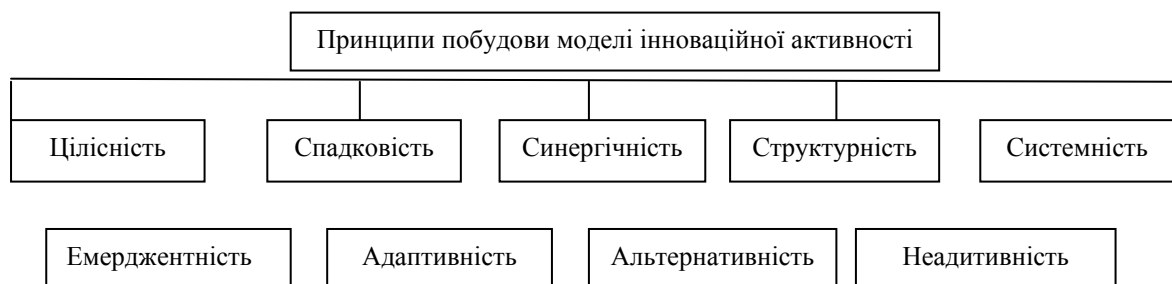 Принципи побудови моделі інноваційної активності
Цілісність
Спадковість
Синергічність
Структурність
Системність
Емерджентність
Адаптивність
Альтернативність
Неадитивність